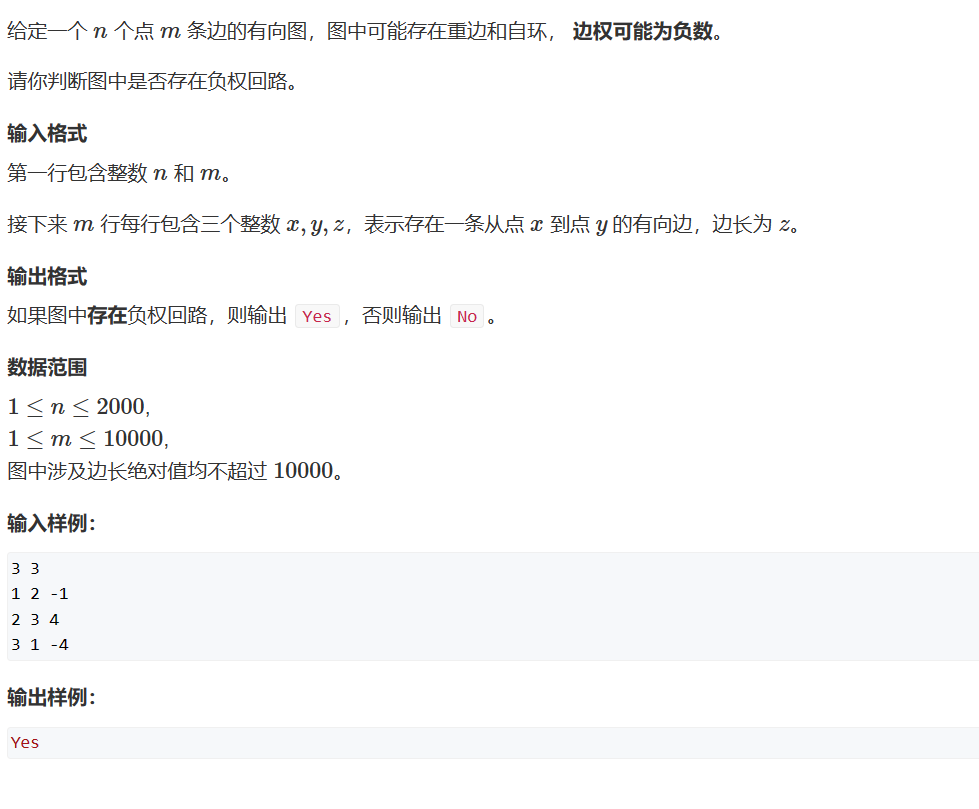 给定一个 n 个点 m 条边的有向图，图中可能存在重边和自环， 边权可能为负数。
请你判断图中是否存在负权回路。
输入格式
第一行包含整数 n 和 m。
接下来 m 行每行包含三个整数 x, y, z，表示存在一条从点 x 到点 y 的有向边，边长为 z。
输出格式
如果图中存在负权回路，则输出 Yes ，否则输出 No 。
数据范围
1 ≤ n ≤ 2000,
1 ≤ m ≤ 10000,
图中涉及边长绝对值均不超过 10000。
输入样例：
3 3
1 2 -1
2 3 4
3 1 -4
输出样例：
Yes